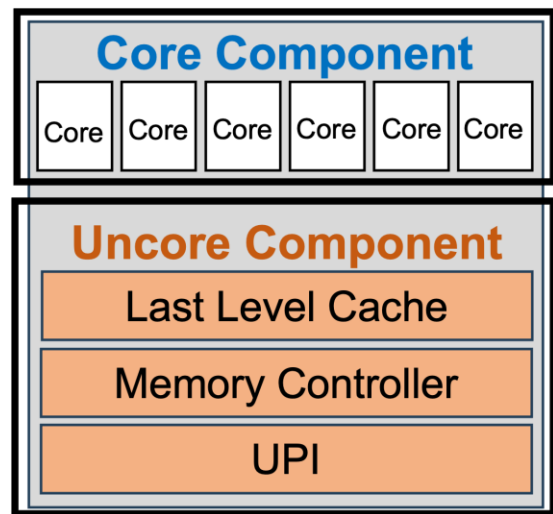 Core Component
Core Core Core Core Core Core
Uncore Component
Last Level Cache
Memory Controller
UPI